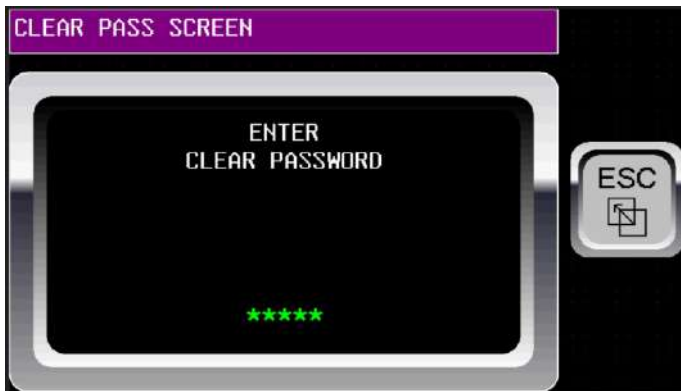 CLEAR PASS SCREEN
ENTER
CLEAR PASSWORD
*****
ESC